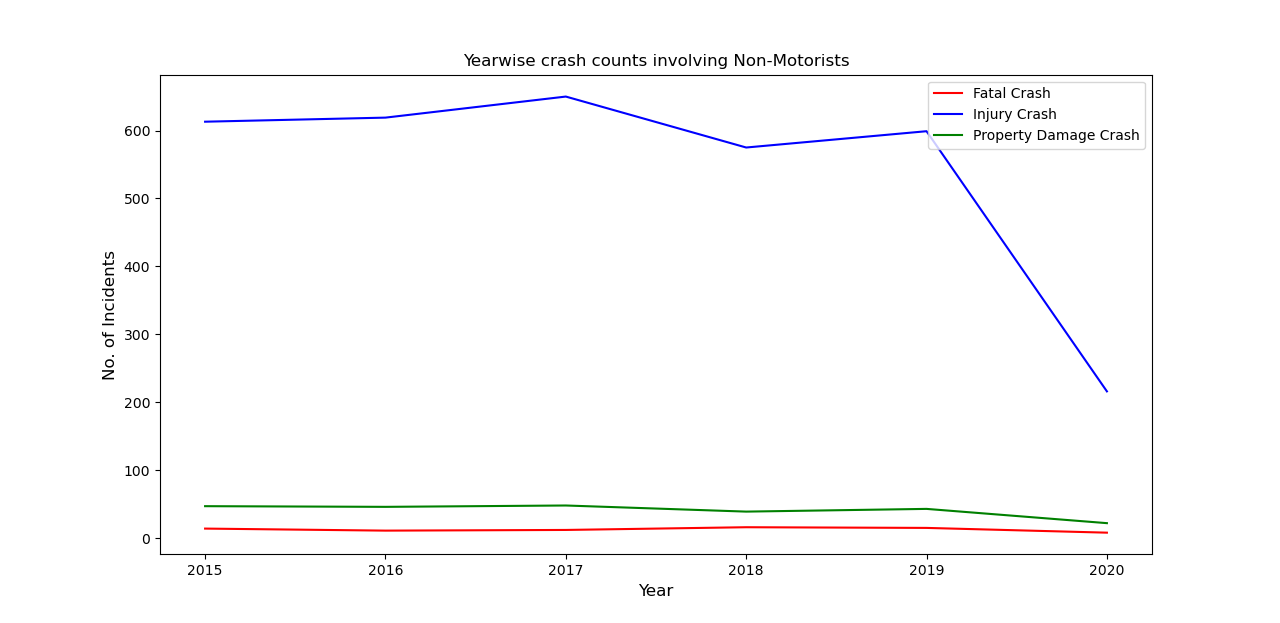 Yearwise crash counts involving Non-Motorists
Fatal Crash
Injury Crash
Property Damage Crash
No. of Incidents
600
500
400
300
200
100
0
2015 2016 2017 2018 2019 2020
Year